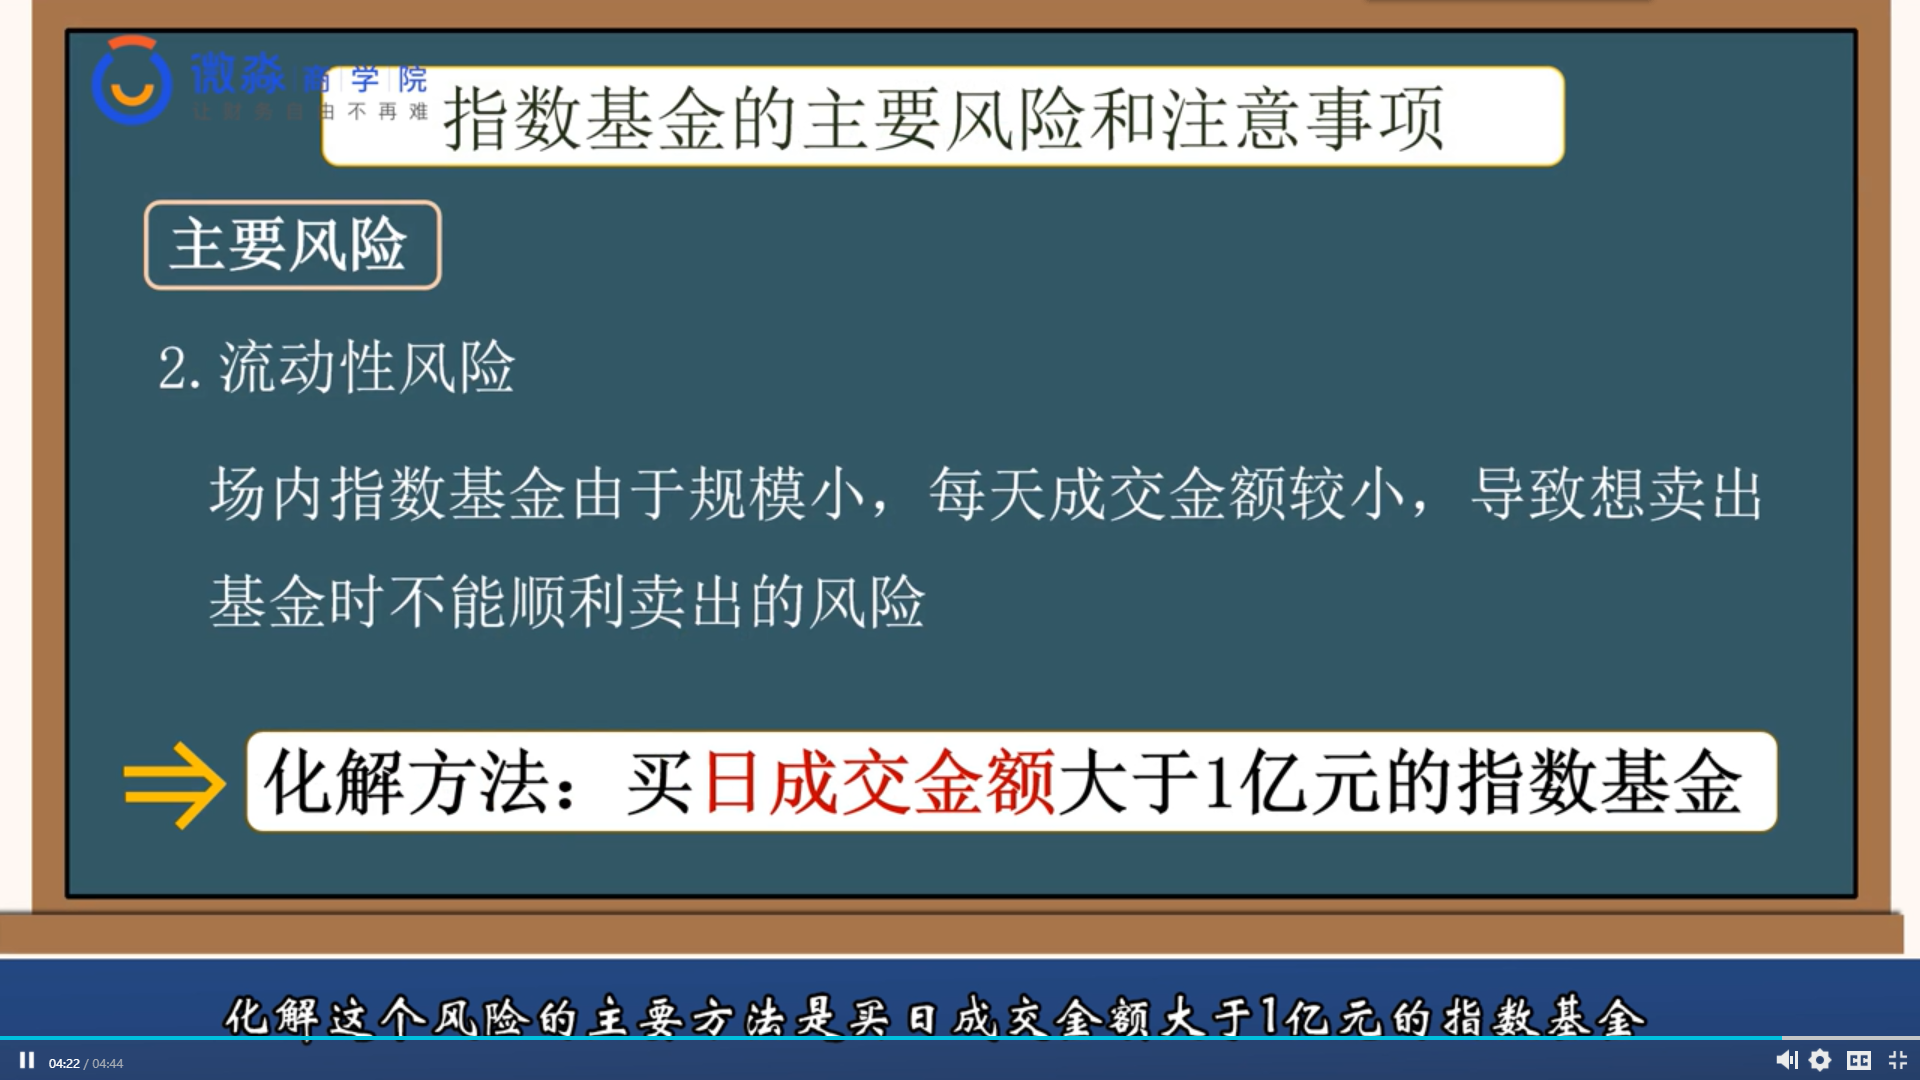 微淼商学院
让财务自由不再难
指数基金的主要风险和注意事项
主要风险
2.流动性风险
场内指数基金由于规模小，每天成交金额较小，导致想卖出
基金时不能顺利卖出的风险
化解方法：买日成交金额大于1亿元的指数基金
化解这个风险的主要方法是买日成交金额大于1亿元的指数基金
04:22 / 04:44
CC